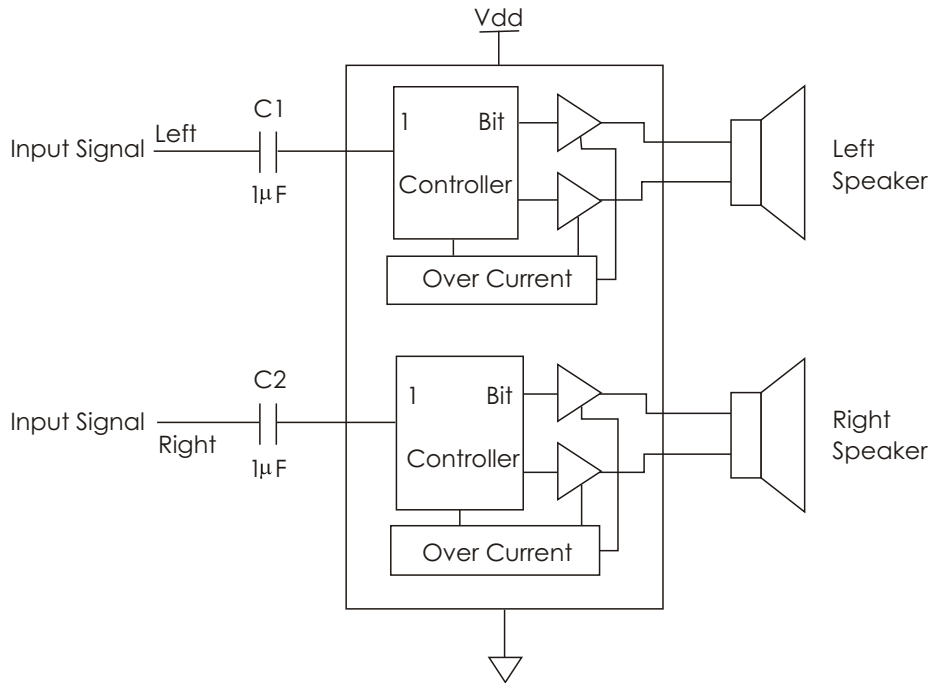 Vdd
C1
Input Signal
Left
1μF
1 Bit
Controller
Over Current
Left
Speaker
C2
Input Signal
Right
1μF
1 Bit
Controller
Over Current
Right
Speaker